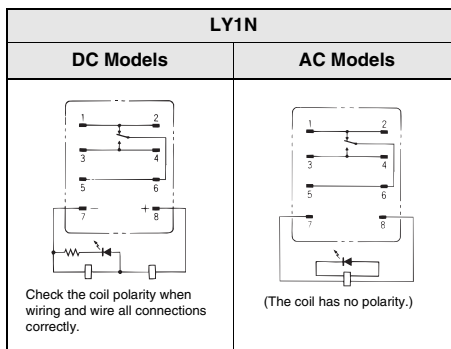 LY1N
DC Models
AC Models
1 2
3 4
5 6
7 − + 8
Check the coil polarity when
wiring and wire all connections
correctly.
1 2
3 4
5 6
7 8
(The coil has no polarity.)